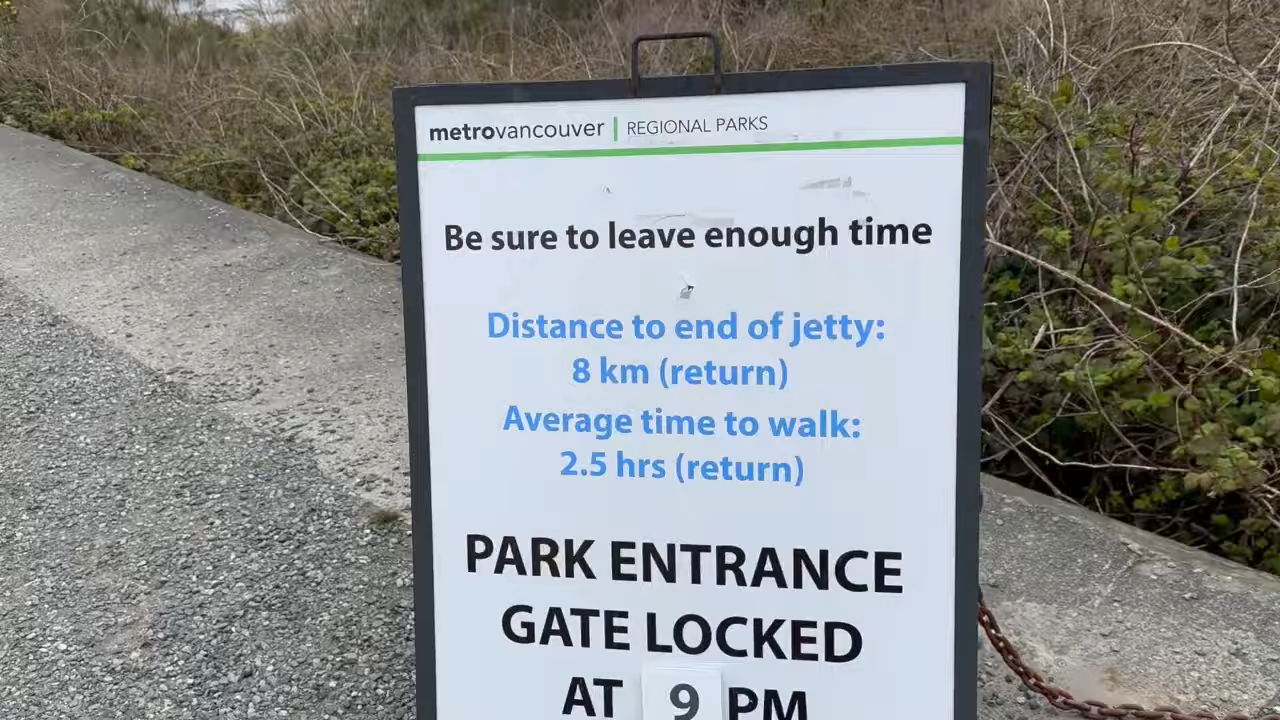 metrovancouver | REGIONAL PARKS
Be sure to leave enough time
Distance to end of jetty:
8 km (return)
Average time to walk:
2.5 hrs (return)
PARK ENTRANCE
GATE LOCKED
AT 9 PM